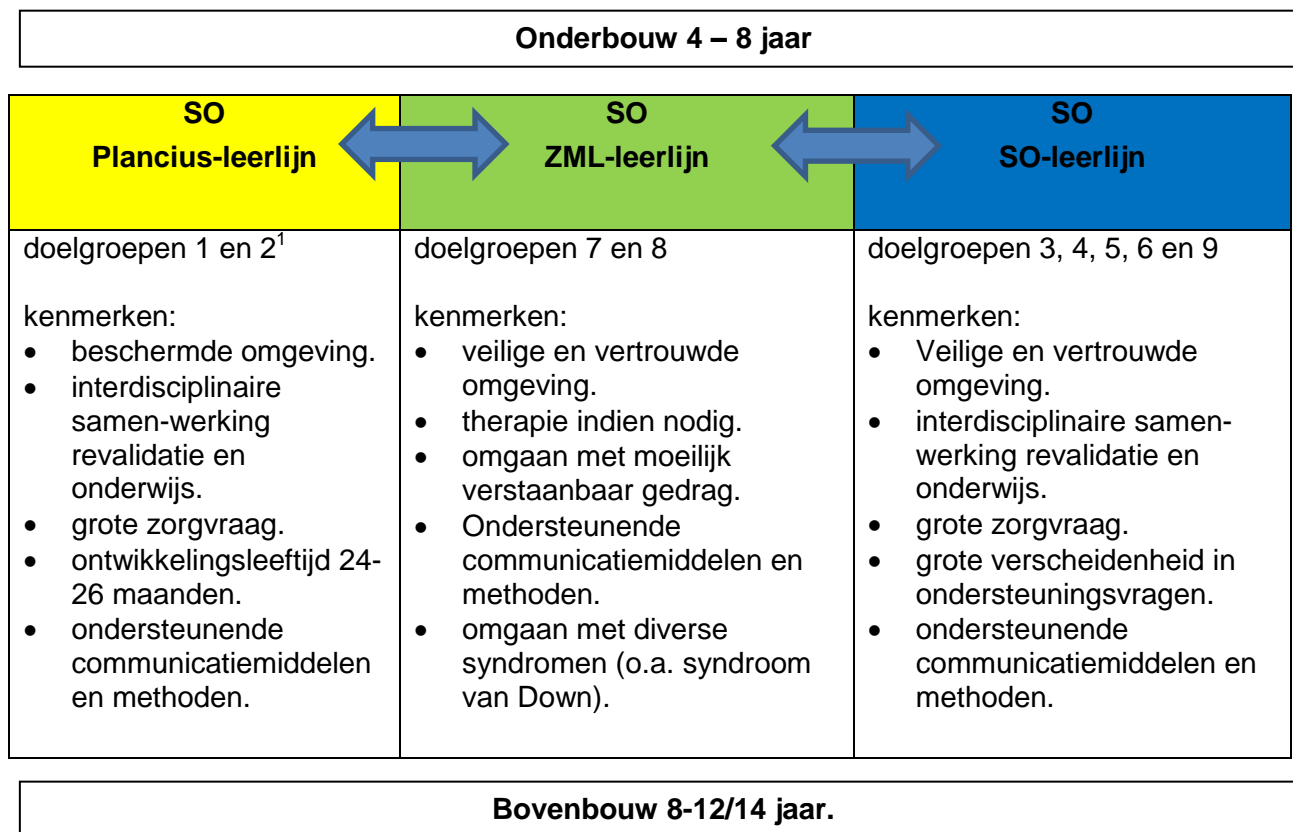 Onderbouw 4 – 8 jaar
SO
Plancius-leerlijn
doelgroepen 1 en 2¹
kenmerken:
• beschermde omgeving.
• interdisciplinaire
samen-werking
revalidatie en
onderwijs.
• grote zorgvraag.
• ontwikkelingsleeftijd 24-
26 maanden.
• ondersteunende
communicatiemiddelen
en methoden.
SO
ZML-leerlijn
doelgroepen 7 en 8
kenmerken:
• veilige en vertrouwde
omgeving.
• therapie indien nodig.
• omgaan met moeilijk
verstaanbaar gedrag.
• Ondersteunende
communicatiemiddelen en
methoden.
• omgaan met diverse
syndromen (o.a. syndroom
van Down).
SO
SO-leerlijn
doelgroepen 3, 4, 5, 6 en 9
kenmerken:
• Veilige en vertrouwde
omgeving.
• interdisciplinaire samen-
werking revalidatie en
onderwijs.
• grote zorgvraag.
• grote verscheidenheid in
ondersteuningsvragen.
• ondersteunende
communicatiemiddelen en
methoden.
Bovenbouw 8-12/14 jaar.